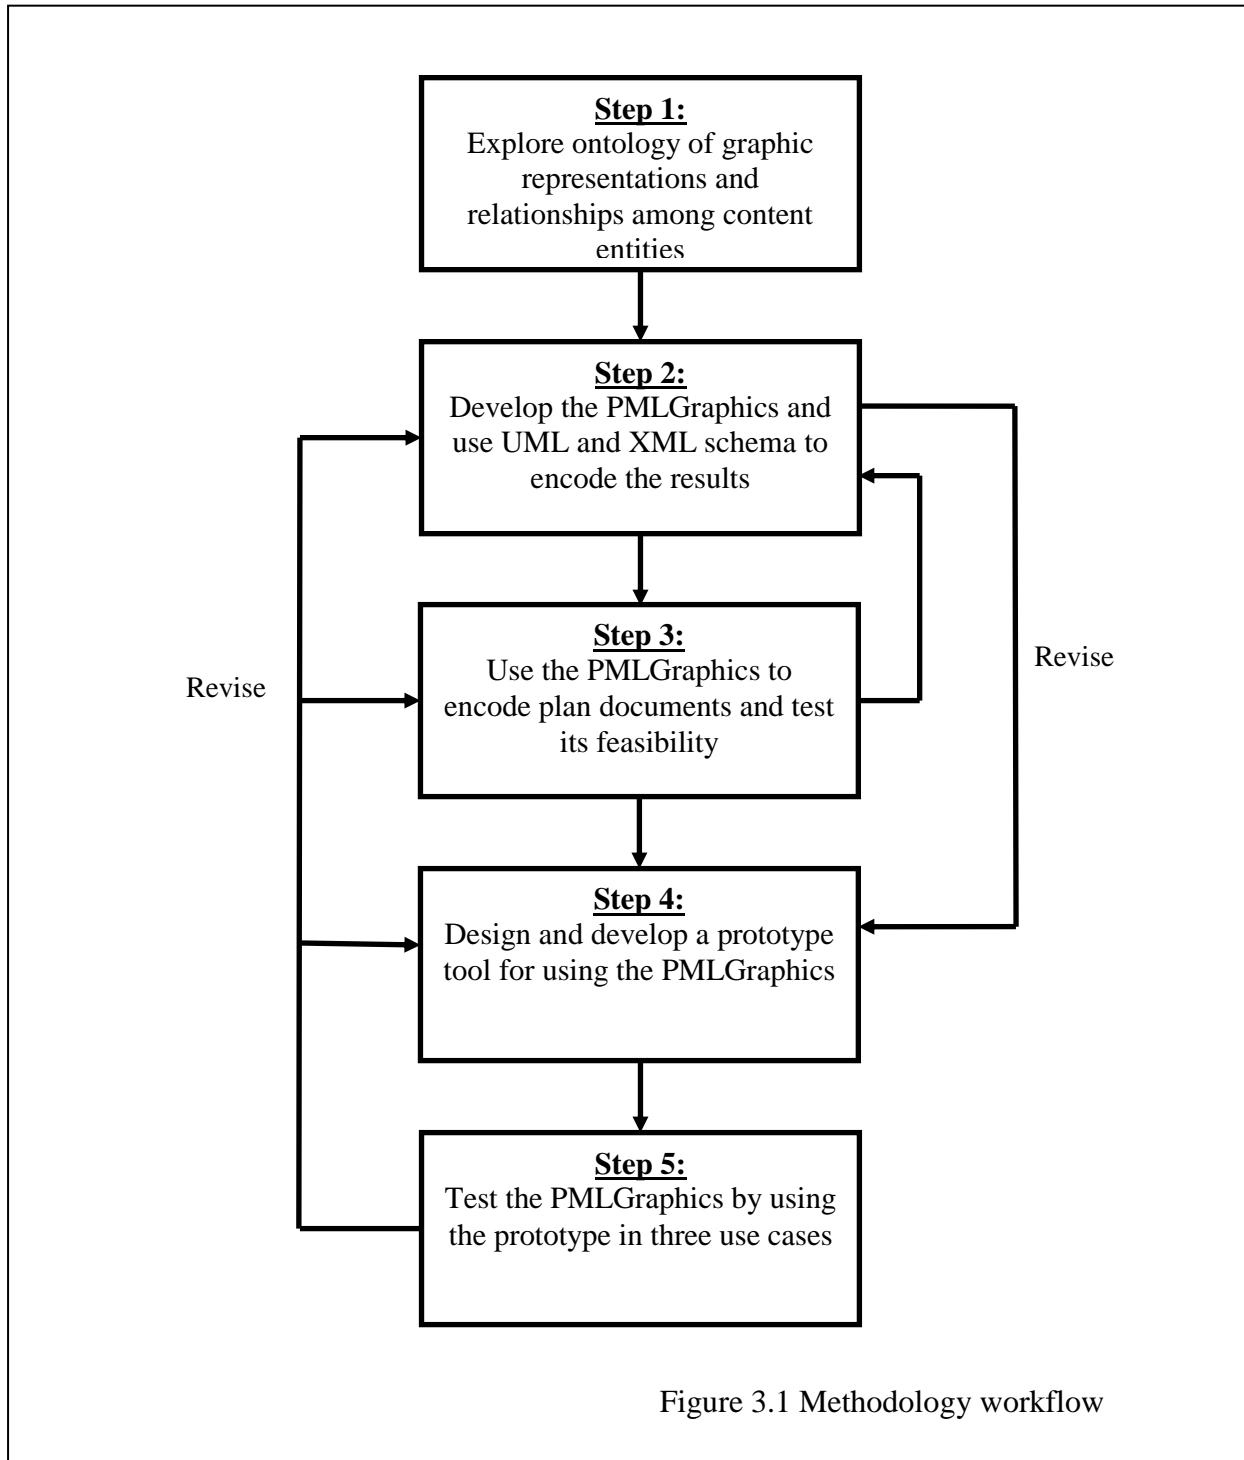 Step 1:
Explore ontology of graphic
representations and
relationships among content
entities
Step 2:
Develop the PMLGraphics and
use UML and XML schema to
encode the results
Step 3:
Use the PMLGraphics to
encode plan documents and test
its feasibility
Revise
Revise
Step 4:
Design and develop a prototype
tool for using the PMLGraphics
Step 5:
Test the PMLGraphics by using
the prototype in three use cases
Figure 3.1 Methodology workflow